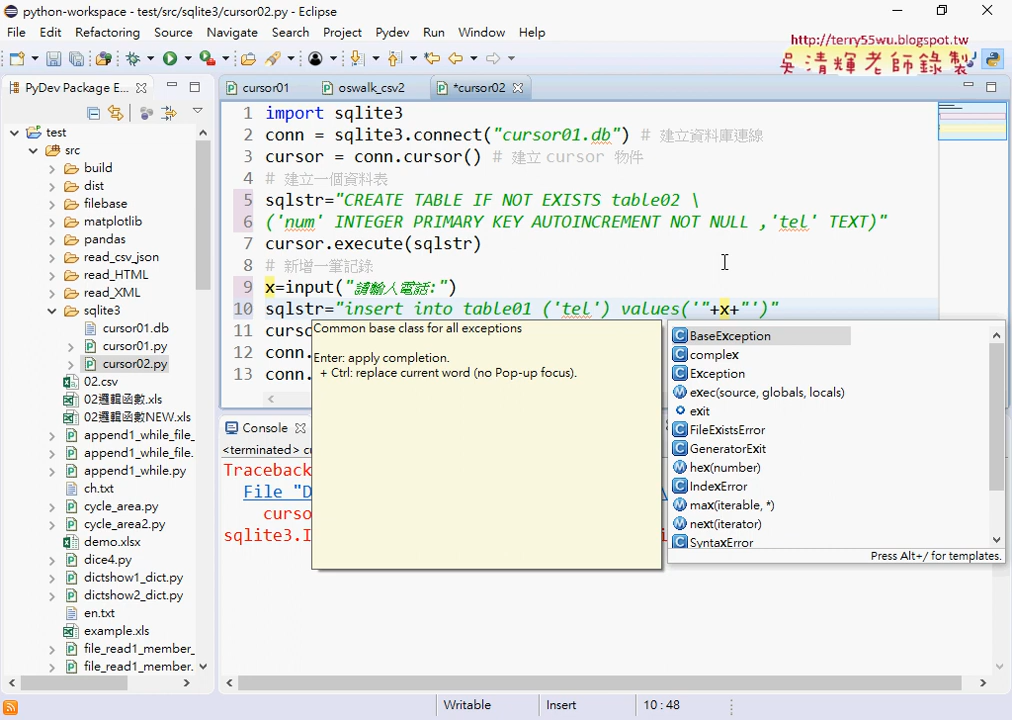 python-workspace - test/src/sqlite3/cursor02.py - Eclipse
File Edit Refactoring Source Navigate Search Project Pydev Run Window Help
http://terry55wu.blogspot.tw
吳清輝老師錄製
PyDev Package E...
cursor01
oswalk_csv2
*cursor02
test
src
build
dist
filebase
matplotlib
pandas
read_csv_json
read_HTML
read_XML
sqlite3
cursor01.db
cursor01.py
cursor02.py
02.csv
02邏輯函數.xls
02邏輯函數NEW.xls
append1_while_file_
append1_while_file.
append1_while.py
ch.txt
cycle_area.py
cycle_area2.py
demo.xlsx
dice4.py
dictshow1_dict.py
dictshow2_dict.py
en.txt
example.xls
file_read1_member_
file_read1_member.
1 import sqlite3
2 conn = sqlite3.connect("cursor01.db") # 建立資料庫連線
3 cursor = conn.cursor() # 建立 cursor 物件
4 # 建立一個資料表
5 sqlstr="CREATE TABLE IF NOT EXISTS table02 \
6 ('num' INTEGER PRIMARY KEY AUTOINCREMENT NOT NULL ,'tel' TEXT)"
7 cursor.execute(sqlstr)
8 # 新增一筆記錄
9 x=input("請輸入電話:")
10 sqlstr="insert into table01 ('tel') values('"+x+"')"
11 curso
12 conn.
13 conn.
Common base class for all exceptions
Enter: apply completion.
+ Ctrl: replace current word (no Pop-up focus).
BaseException
complex
Exception
exec(source, globals, locals)
exit
FileExistsError
GeneratorExit
hex(number)
IndexError
max(iterable, *)
next(iterator)
SyntaxError
Press Alt+/ for templates.
Console
<terminated> cu
Traceback
File "D
curso
sqlite3.I
Writable
Insert
10 : 48